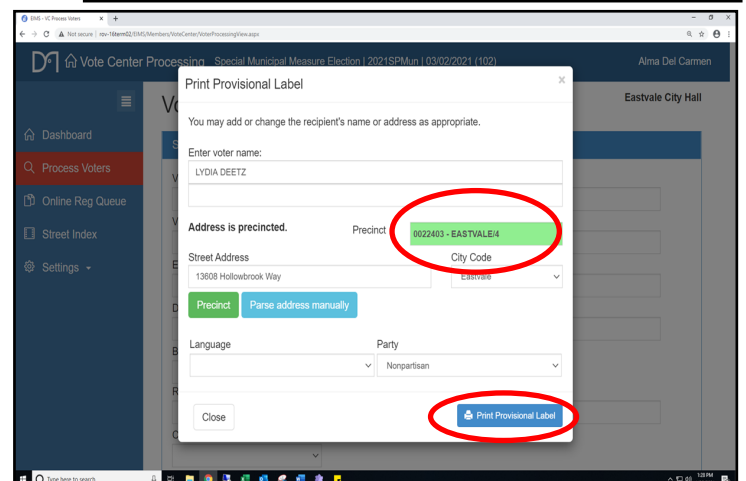 EIMS - VC Process Voters × +
Not secure | rov-16term02/EIMS/Members/VoteCenter/VoterProcessingView.aspx
Vote Center Processing Special Municipal Measure Election | 2021SPMun | 03/02/2021 (102) Alma Del Carmen
Eastvale City Hall
Dashboard
Process Voters
Online Reg Queue
Street Index
Settings
Print Provisional Label ×
You may add or change the recipient's name or address as appropriate.
Enter voter name:
LYDIA DEETZ
Address is precincted. Precinct 0022403 - EASTVALE/4
Street Address City Code
13608 Hollowbrook Way Eastvale
Precinct Parse address manually
Language Party
Nonpartisan
Close Print Provisional Label
Type here to search 1:28 PM